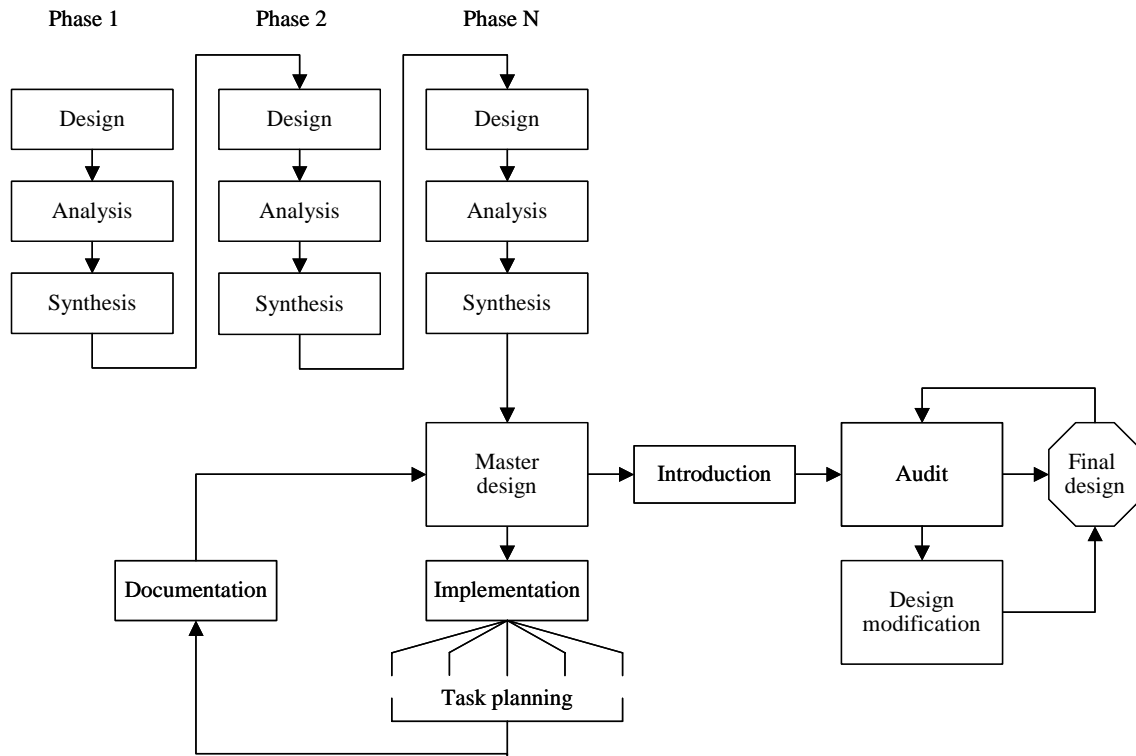 Phase 1
Phase 2
Phase N
Design
Design
Design
Analysis
Analysis
Analysis
Synthesis
Synthesis
Synthesis
Master
design
Introduction
Audit
Final
design
Documentation
Implementation
Design
modification
Task planning